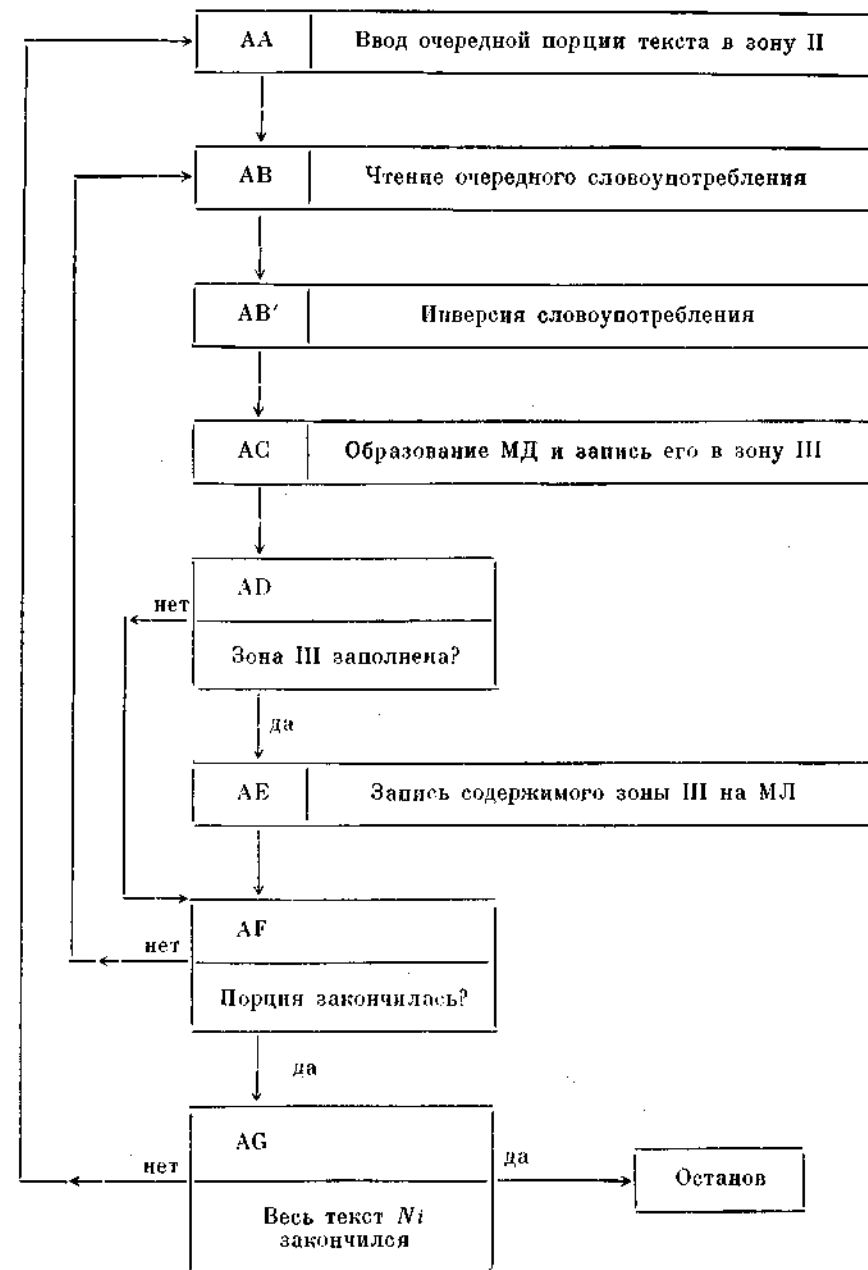 AA Ввод очередной порции текста в зону II
AB Чтение очередного словоупотребления
AB′ Инверсия словоупотребления
AC Образование МД и запись его в зону III
AD
нет
Зона III заполнена?
да
AE Запись содержимого зоны III на МЛ
AF
нет
Порция закончилась?
да
AG
нет
да
Останов
Весь текст Ni
закончился